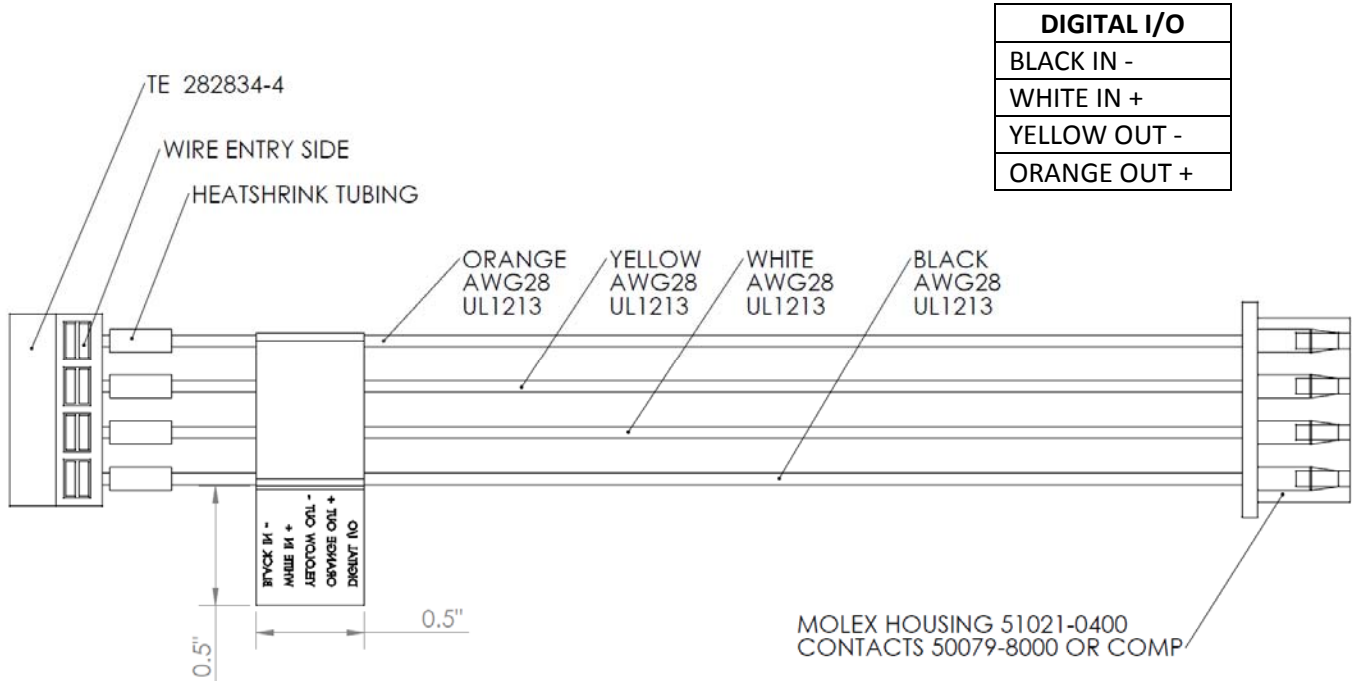 DIGITAL I/O
BLACK IN -
WHITE IN +
YELLOW OUT -
ORANGE OUT +
TE 282834-4
WIRE ENTRY SIDE
HEATSHRINK TUBING
ORANGE
AWG28
UL1213
YELLOW
AWG28
UL1213
WHITE
AWG28
UL1213
BLACK
AWG28
UL1213
BLACK IN -
WHITE IN +
OUT -
ORANGE OUT +
DIGITAL I/O
0.5"
0.5"
MOLEX HOUSING 51021-0400
CONTACTS 50079-8000 OR COMP